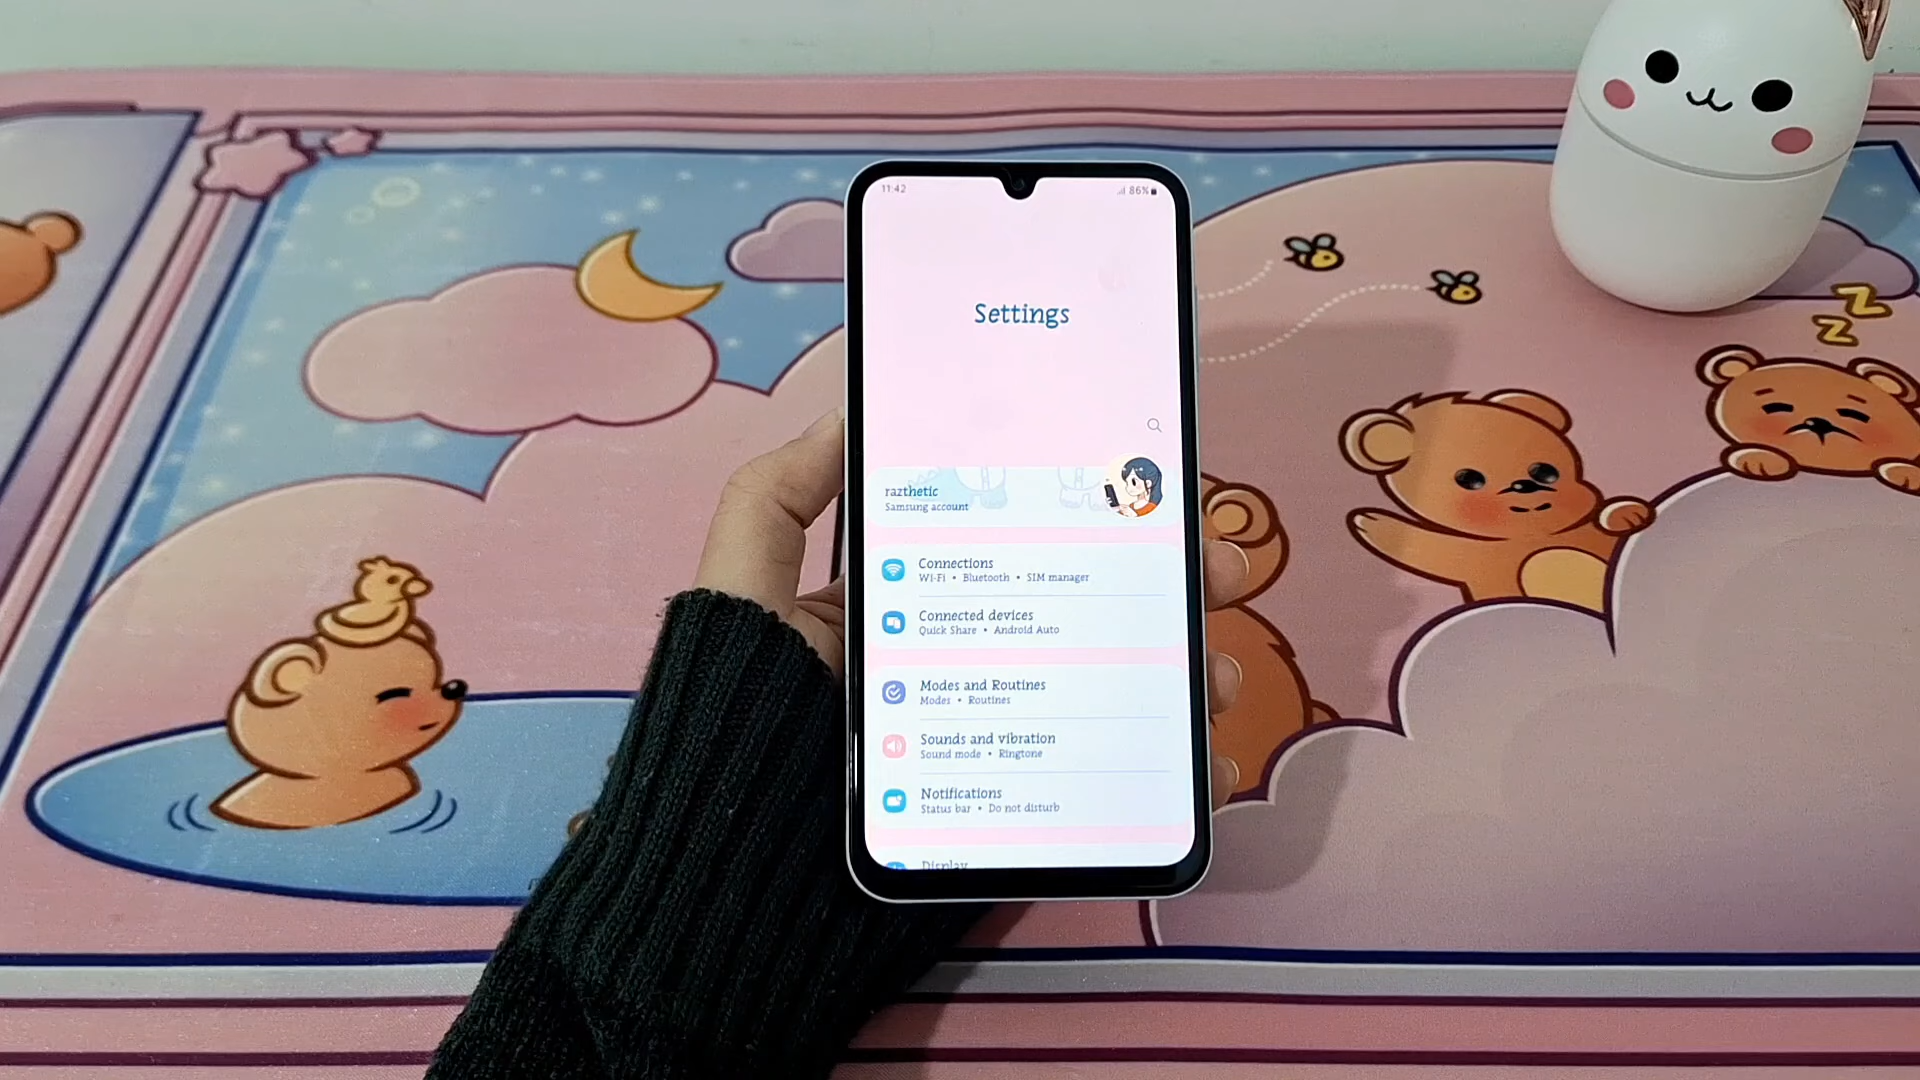 11:42
86%
Settings
razthetic
Samsung account
Connections
Wi-Fi • Bluetooth • SIM manager
Connected devices
Quick Share • Android Auto
Modes and Routines
Modes • Routines
Sounds and vibration
Sound mode • Ringtone
Notifications
Status bar • Do not disturb
Display
Z
Z